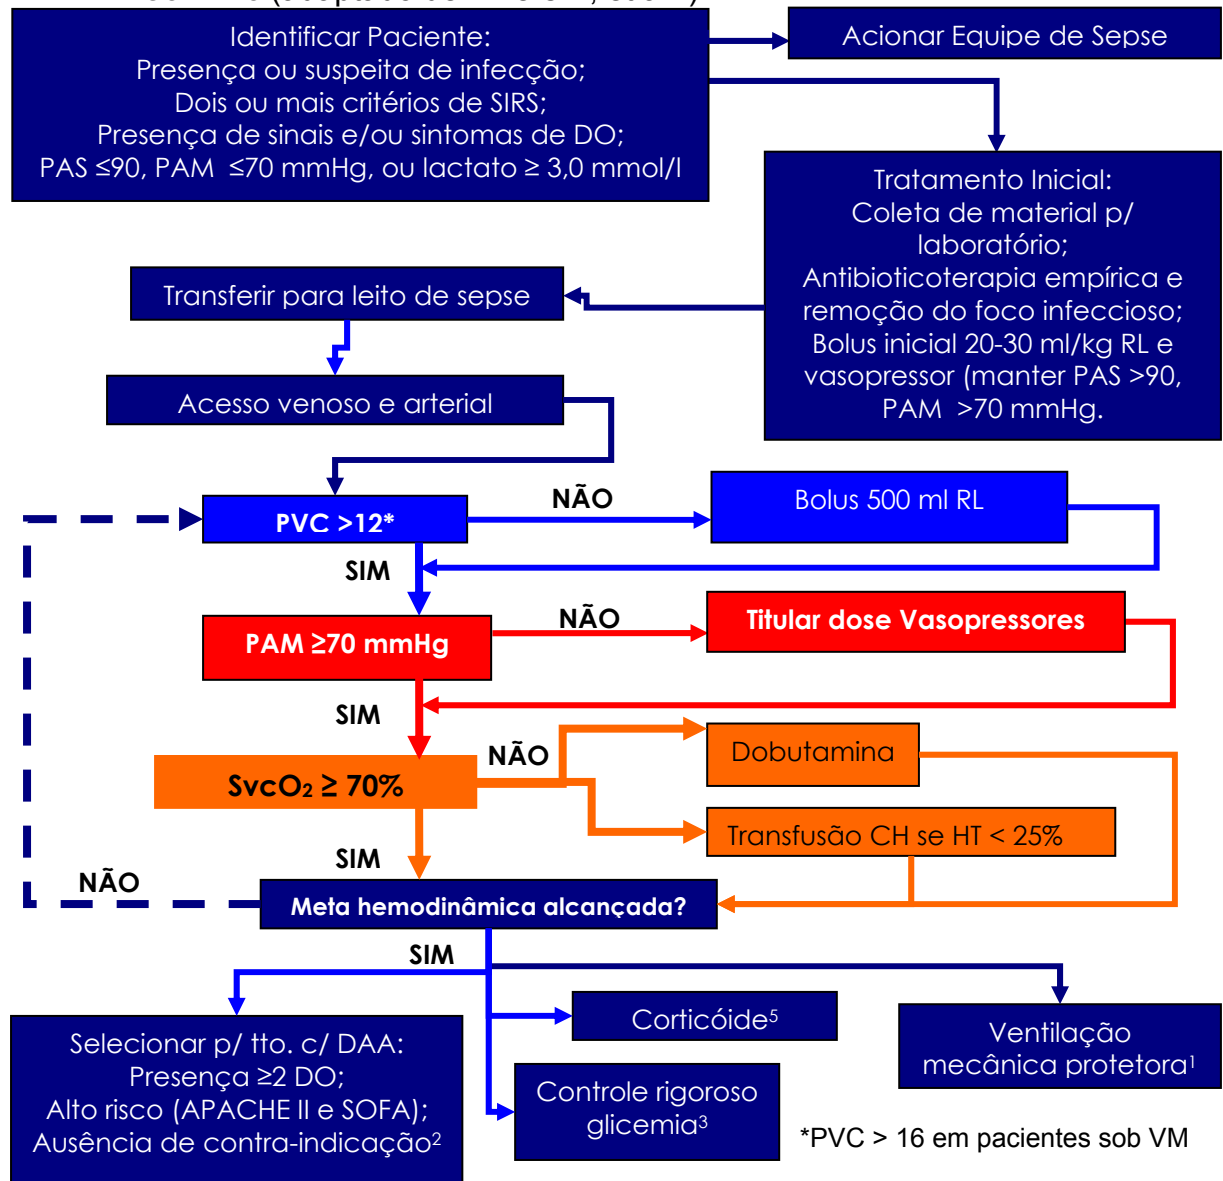 Identificar Paciente:
Presença ou suspeita de infecção;
Dois ou mais critérios de SIRS;
Presença de sinais e/ou sintomas de DO;
PAS ≤90, PAM ≤70 mmHg, ou lactato ≥ 3,0 mmol/l
Acionar Equipe de Sepse
Tratamento Inicial:
Coleta de material p/
laboratório;
Antibioticoterapia empírica e
remoção do foco infeccioso;
Bolus inicial 20-30 ml/kg RL e
vasopressor (manter PAS >90,
PAM >70 mmHg.
Transferir para leito de sepse
Acesso venoso e arterial
PVC >12*
NÃO
Bolus 500 ml RL
SIM
PAM ≥70 mmHg
NÃO
Titular dose Vasopressores
SIM
SvcO₂ ≥ 70%
NÃO
Dobutamina
Transfusão CH se HT < 25%
SIM
NÃO
Meta hemodinâmica alcançada?
SIM
Selecionar p/ tto. c/ DAA:
Presença ≥2 DO;
Alto risco (APACHE II e SOFA);
Ausência de contra-indicação²
Corticóide⁵
Controle rigoroso
glicemia³
Ventilação
mecânica protetora¹
*PVC > 16 em pacientes sob VM